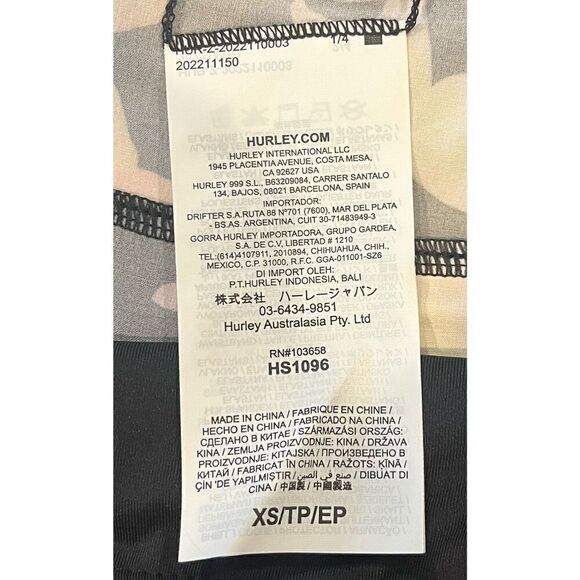 HUR-Z-2022110003 1/4
202211150
HURLEY.COM
HURLEY INTERNATIONAL LLC
1945 PLACENTIA AVENUE, COSTA MESA,
CA 92627 USA
HURLEY 999 S.L., B63209084, CARRER SANTALO
134, BAJOS, 08021 BARCELONA, SPAIN
IMPORTADOR:
DRIFTER S.A.RUTA 88 Nº701 (7600), MAR DEL PLATA
- BS.AS. ARGENTINA, CUIT 30-71483949-3
GORRA HURLEY IMPORTADORA, GRUPO GARDEA,
S.A. DE C.V, LIBERTAD # 1210
TEL:(614)4107911, 2010894, CHIHUAHUA, CHIH.,
MEXICO, C.P. 31000, R.F.C. GGA-011001-SZ6
DI IMPORT OLEH:
P.T.HURLEY INDONESIA, BALI
株式会社 ハーレージャパン
03-6434-9851
Hurley Australasia Pty. Ltd
RN#103658
HS1096
MADE IN CHINA / FABRIQUE EN CHINE /
HECHO EN CHINA / FABRICADO NA CHINA /
СДЕЛАНО В КИТАЕ / SZÁRMAZÁSI ORSZÁG:
KINA / ZEMLJA PROIZVODNJE: KINA / DRŽAVA
PROIZVODNJE: KITAJSKA / ПРОИЗВЕДЕНО В
КИТАЙ / FABRICAT ÎN CHINA / RAŽOTS: ĶĪNĀ /
ÇİN 'DE YAPILMIŞTIR / صنع في الصين / DIBUAT DI
CINA / 中国製 / 中國製造
XS/TP/EP